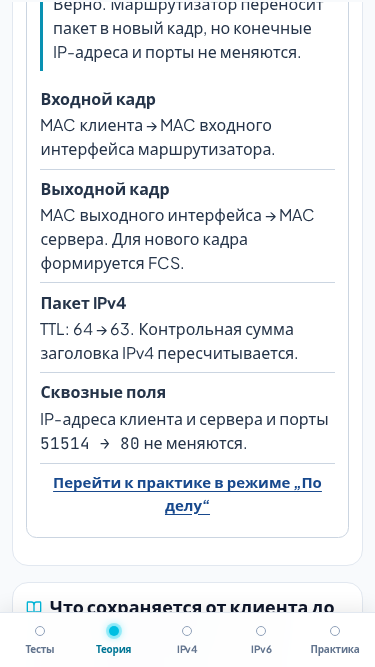 Верно. Маршрутизатор переносит
пакет в новый кадр, но конечные
IP-адреса и порты не меняются.
Входной кадр
MAC клиента → MAC входного
интерфейса маршрутизатора.
Выходной кадр
MAC выходного интерфейса → MAC
сервера. Для нового кадра
формируется FCS.
Пакет IPv4
TTL: 64 → 63. Контрольная сумма
заголовка IPv4 пересчитывается.
Сквозные поля
IP-адреса клиента и сервера и порты
51514 → 80 не меняются.
Перейти к практике в режиме „По
делу“
Что сохраняется от клиента до
Тесты
Теория
IPv4
IPv6
Практика